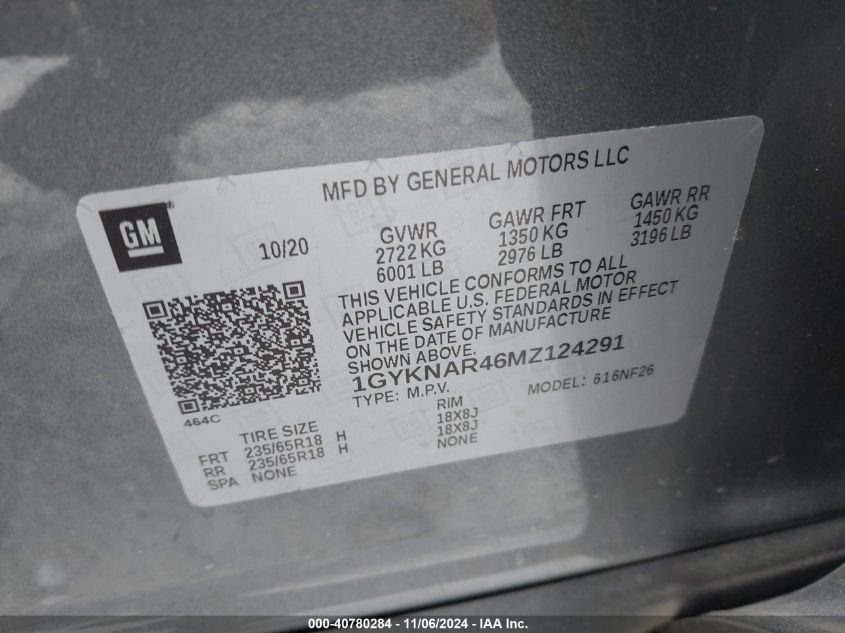 MFD BY GENERAL MOTORS LLC
GM®
10/20
GVWR
2722 KG
6001 LB
GAWR FRT
1350 KG
2976 LB
GAWR RR
1450 KG
3196 LB
THIS VEHICLE CONFORMS TO ALL
APPLICABLE U.S. FEDERAL MOTOR
VEHICLE SAFETY STANDARDS IN EFFECT
ON THE DATE OF MANUFACTURE
SHOWN ABOVE.
1GYKNAR46MZ124291
TYPE: M.P.V.
MODEL: 616NF26
464C
TIRE SIZE
RIM
FRT 235/65R18 H 18X8J
RR 235/65R18 H 18X8J
SPA NONE NONE
000-40780284 - 11/06/2024 - IAA Inc.